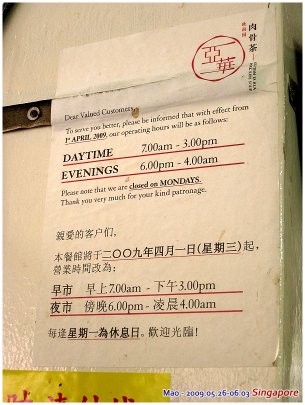 肉骨茶
亞華
Dear Valued Customers,
To serve you better, please be informed that with effect from
1st APRIL 2009, our operating hours will be as follows:
DAYTIME 7.00am - 3.00pm
EVENINGS 6.00pm - 4.00am
Please note that we are closed on MONDAYS.
Thank you very much for your kind patronage.
親爱的客户们,
本餐館將于二〇〇九年四月一日(星期三)起,
營業時間改為:
早市 早上7.00am - 下午3.00pm
夜市 傍晚6.00pm - 凌晨4.00am
每逢星期一為休息日。歡迎光臨!
Mao - 2009.05.26-06.03 Singapore